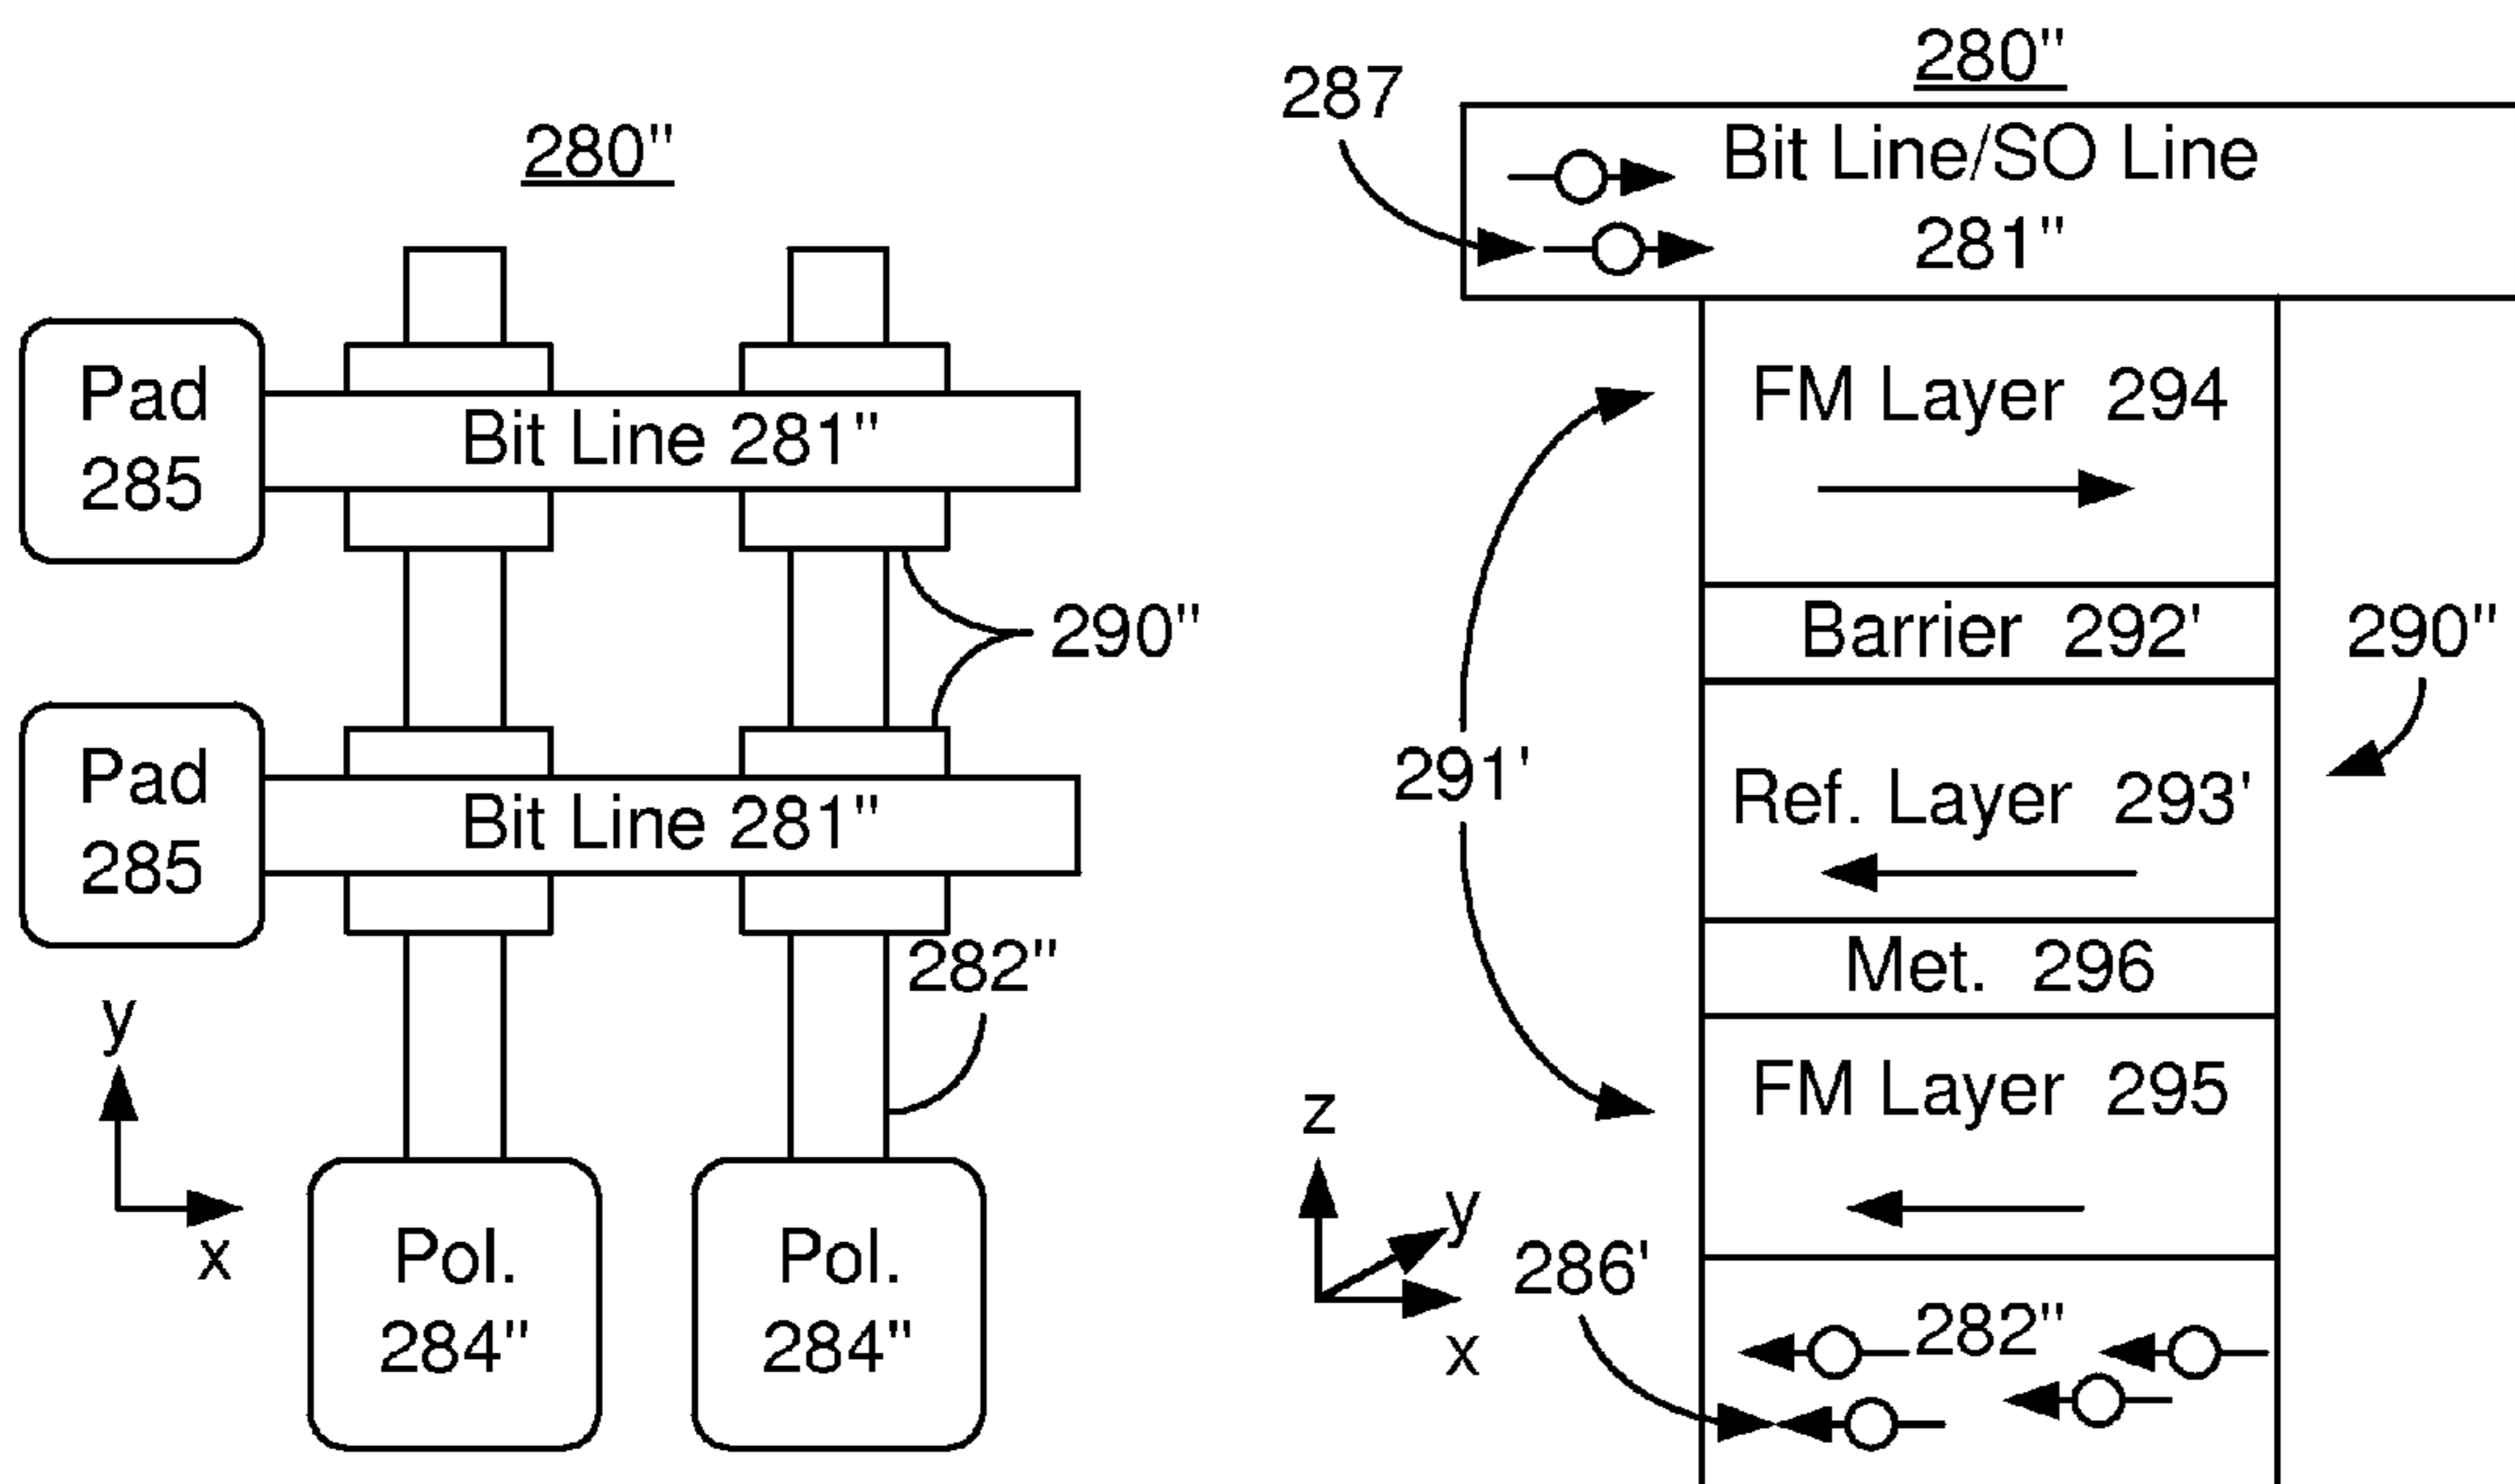 280"
Pad
285
Bit Line 281"
290"
Pad
285
Bit Line 281"
282"
y
x
Pol.
284"
Pol.
284"
280"
287
Bit Line/SO Line
281"
FM Layer 294
Barrier 292'
290"
291'
Ref. Layer 293'
Met. 296
FM Layer 295
z
y
x
286'
282"